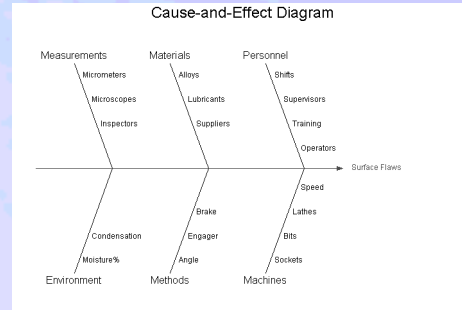 Cause-and-Effect Diagram
Measurements
Materials
Personnel
Micrometers
Alloys
Shifts
Microscopes
Lubricants
Supervisors
Inspectors
Suppliers
Training
Operators
Surface Flaws
Speed
Brake
Lathes
Condensation
Engager
Bits
Moisture%
Angle
Sockets
Environment
Methods
Machines